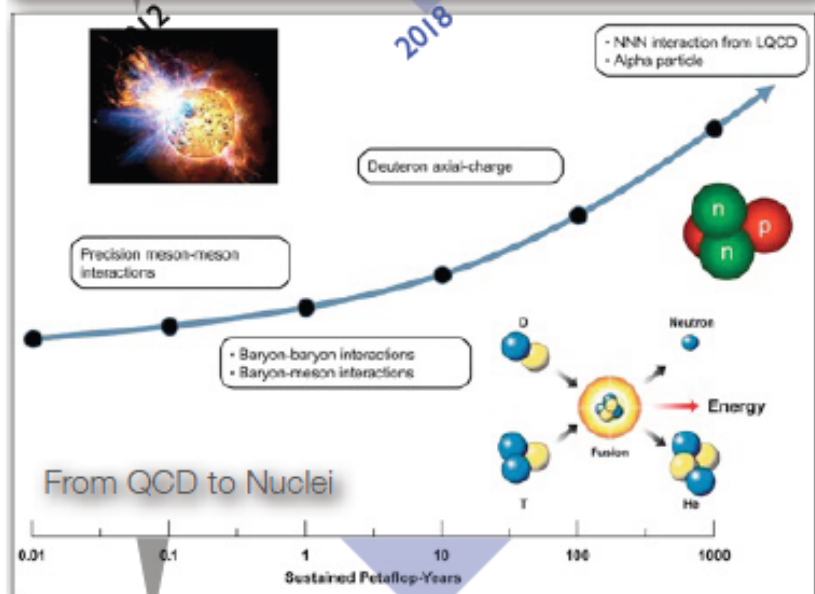 2018
• NNN interaction from LQCD
• Alpha particle
Deuteron axial-charge
n
p
n
Precision meson-meson
interactions
• Baryon-baryon interactions
• Baryon-meson interactions
D
Neutron
Energy
Fusion
T
He
From QCD to Nuclei
0.01
0.1
1
10
100
1000
Sustained Petaflop-Years